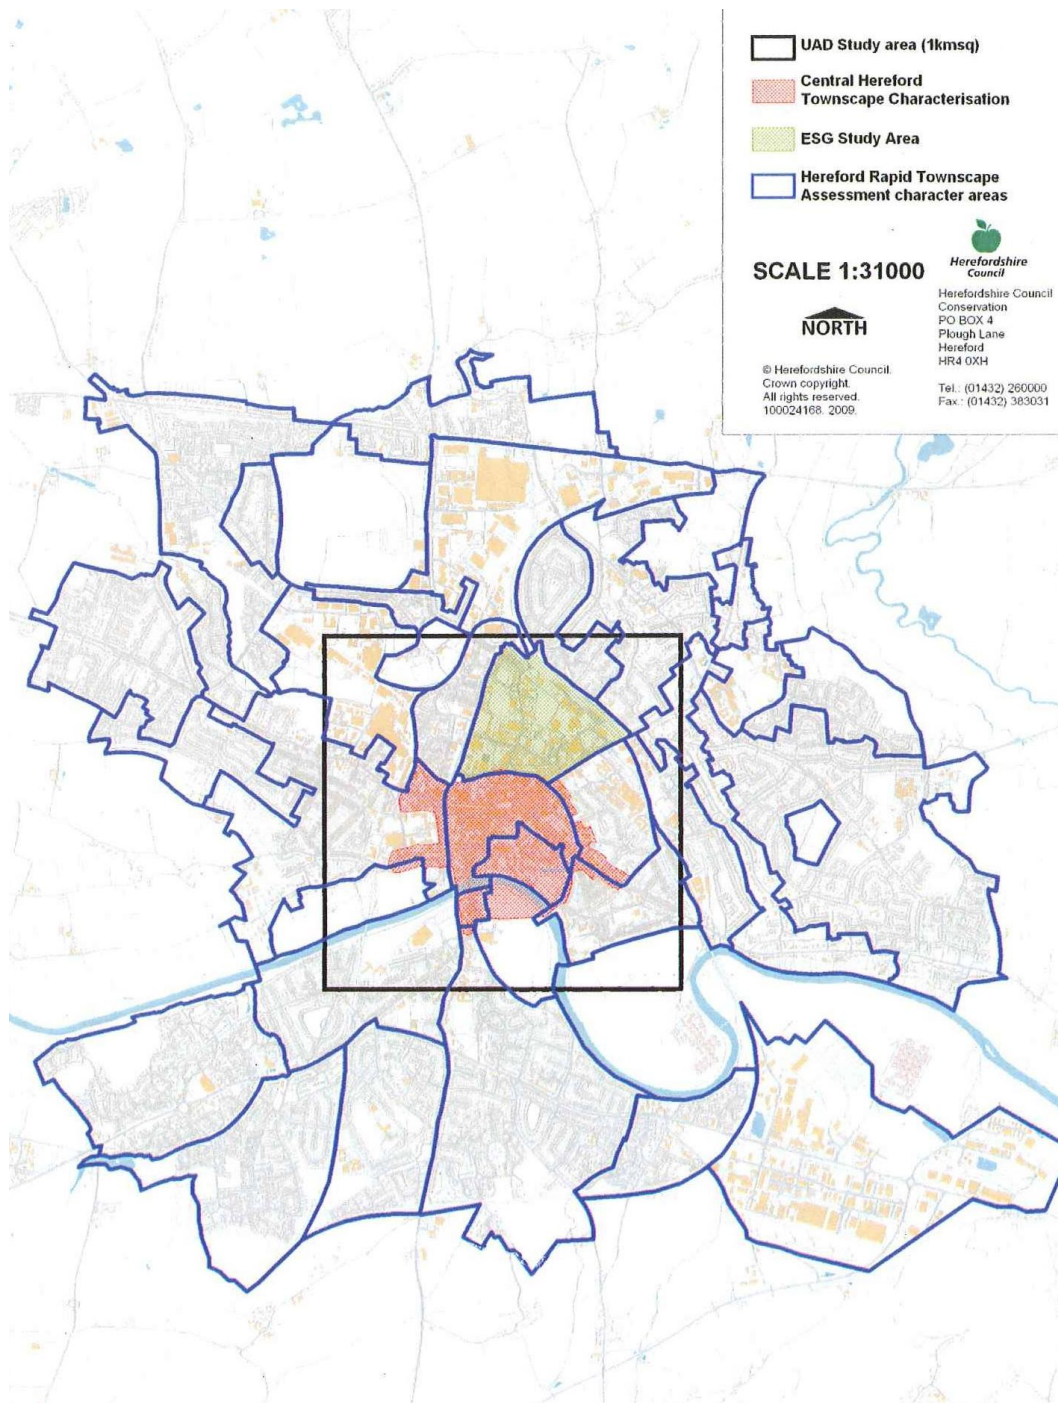 UAD Study area (1kmsq)
Central Hereford
Townscape Characterisation
ESG Study Area
Hereford Rapid Townscape
Assessment character areas
SCALE 1:31000
NORTH
© Herefordshire Council.
Crown copyright.
All rights reserved.
100024168. 2009.
Herefordshire
Council
Herefordshire Council
Conservation
PO BOX 4
Plough Lane
Hereford
HR4 0XH
Tel.: (01432) 260000
Fax.: (01432) 383031